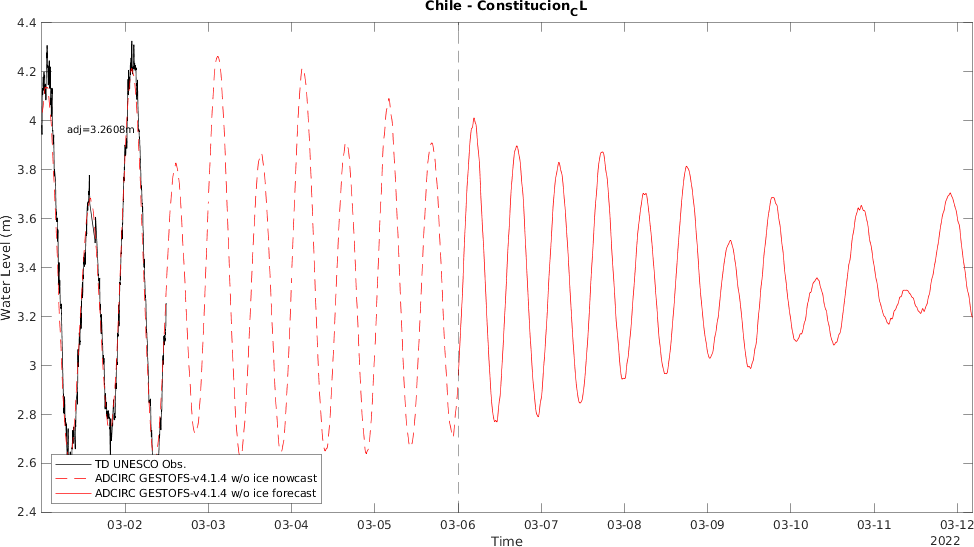 Chile - Constitucion_CL
4.4
4.2
4
3.8
3.6
3.4
3.2
3
2.8
2.6
2.4
Water Level (m)
adj=3.2608m
TD UNESCO Obs.
ADCIRC GESTOFS-v4.1.4 w/o ice nowcast
ADCIRC GESTOFS-v4.1.4 w/o ice forecast
03-02 03-03 03-04 03-05 03-06 03-07 03-08 03-09 03-10 03-11 03-12
Time
2022